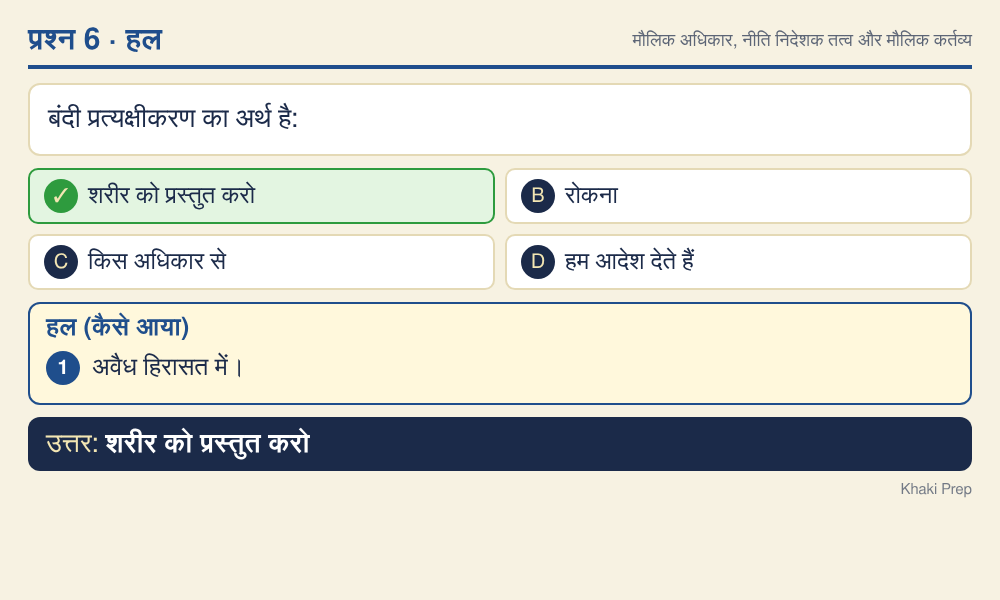 प्रश्न 6 · हल
मौलिक अधिकार, नीति निदेशक तत्व और मौलिक कर्तव्य
बंदी प्रत्यक्षीकरण का अर्थ है:
✓ शरीर को प्रस्तुत करो
B रोकना
C किस अधिकार से
D हम आदेश देते हैं
हल (कैसे आया)
1 अवैध हिरासत में।
उत्तर: शरीर को प्रस्तुत करो
Khaki Prep